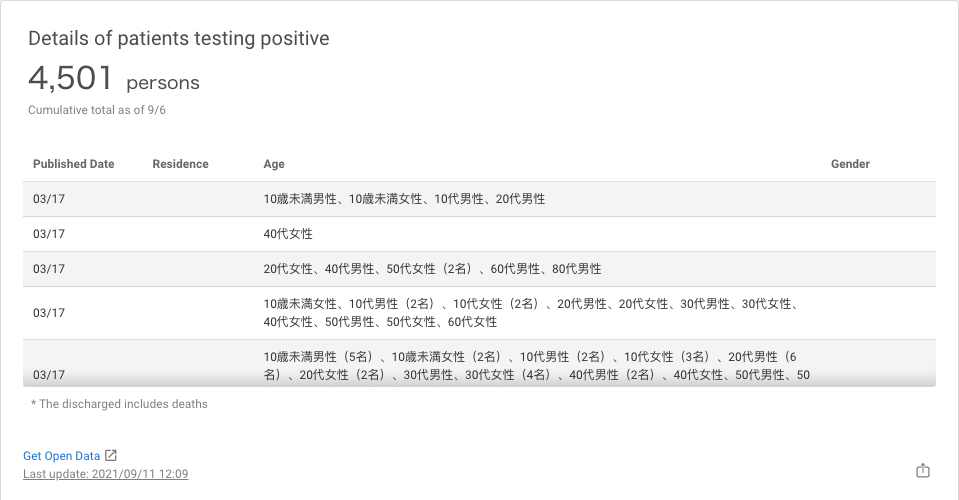 Details of patients testing positive
4,501 persons
Cumulative total as of 9/6
Published Date Residence Age Gender
03/17 10歳未満男性、10歳未満女性、10代男性、20代男性
03/17 40代女性
03/17 20代女性、40代男性、50代女性（2名）、60代男性、80代男性
03/17 10歳未満女性、10代男性（2名）、10代女性（2名）、20代男性、20代女性、30代男性、30代女性、
40代女性、50代男性、50代女性、60代女性
10歳未満男性（5名）、10歳未満女性（2名）、10代男性（2名）、10代女性（3名）、20代男性（6
03/17 名）、20代女性（2名）、30代男性、30代女性（4名）、40代男性（2名）、40代女性、50代男性、50
* The discharged includes deaths
Get Open Data
Last update: 2021/09/11 12:09